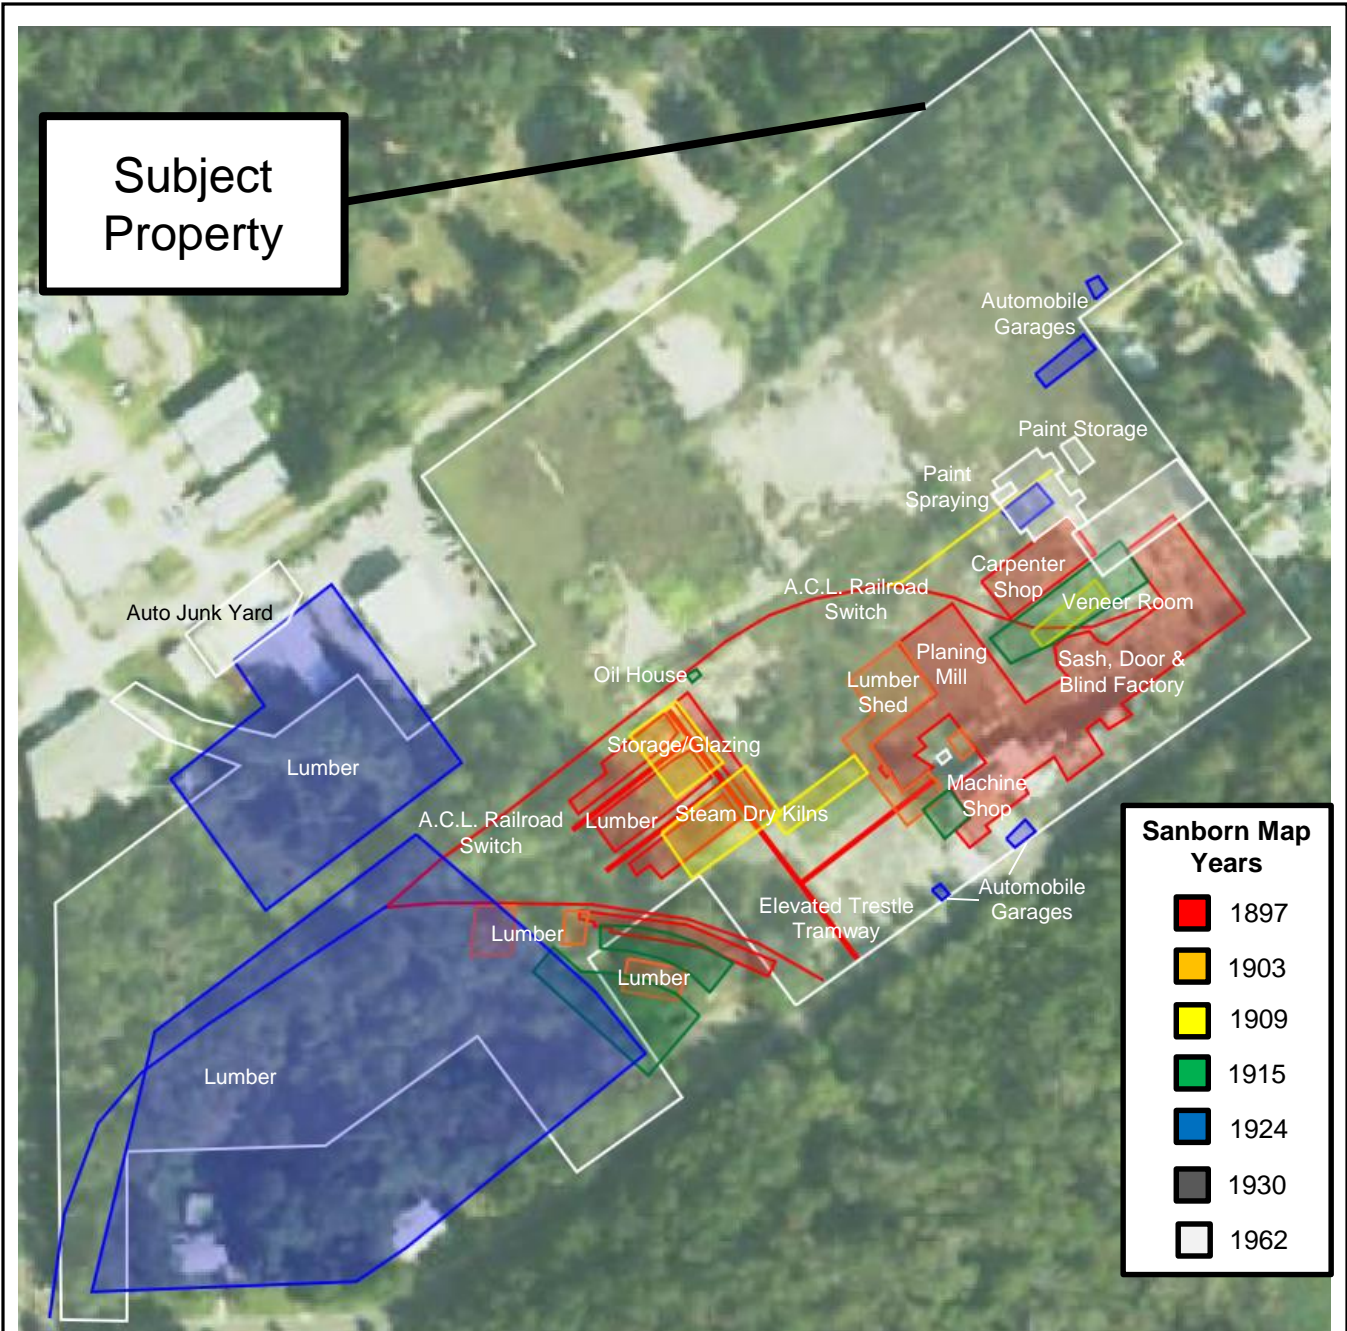 Subject
Property
Automobile
Garages
Paint Storage
Paint
Spraying
Carpenter
Shop
A.C.L. Railroad
Switch
Veneer Room
Auto Junk Yard
Planing
Mill
Sash, Door &
Blind Factory
Oil House
Lumber
Shed
Storage/Glazing
Lumber
Machine
Shop
Steam Dry Kilns
Lumber
A.C.L. Railroad
Switch
Automobile
Garages
Elevated Trestle
Tramway
Lumber
Lumber
Lumber
Sanborn Map
Years
1897
1903
1909
1915
1924
1930
1962